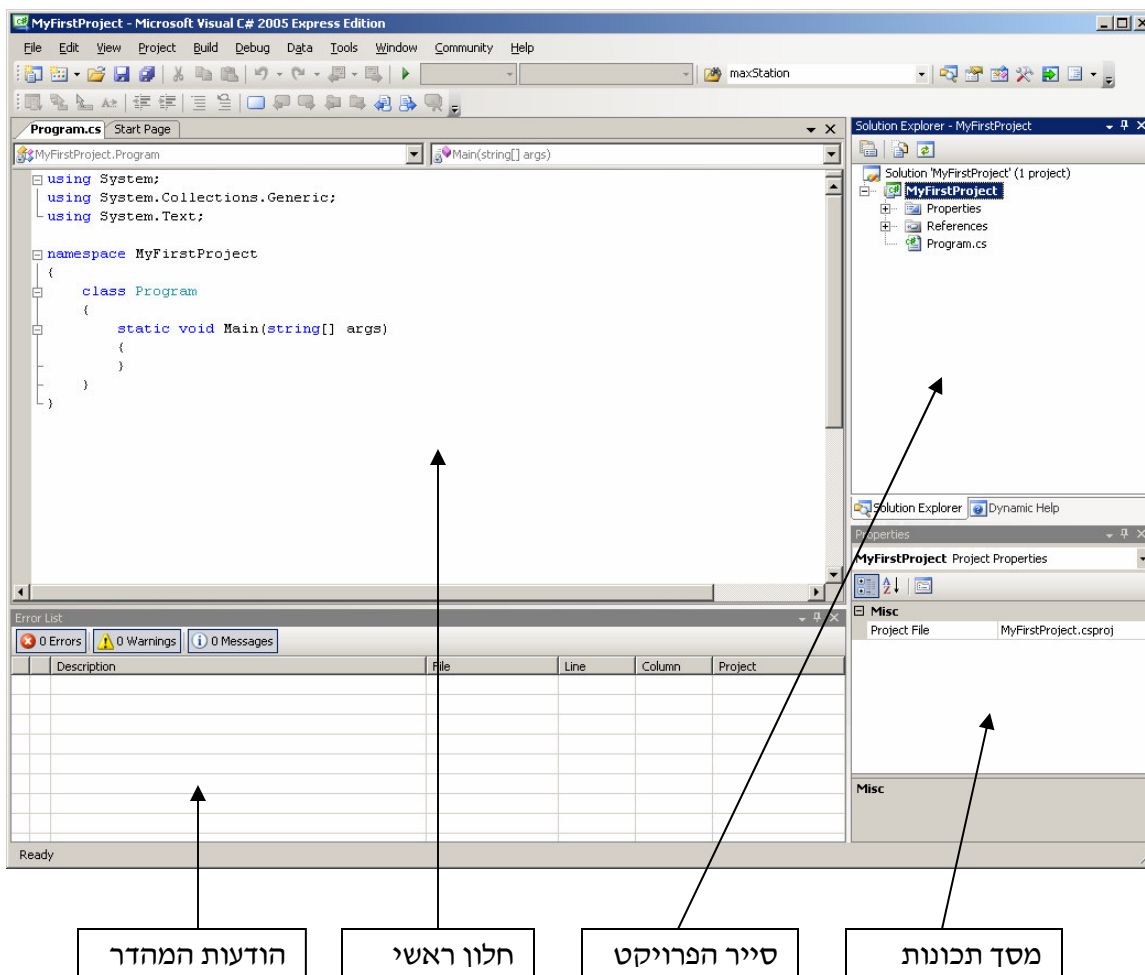 MyFirstProject - Microsoft Visual C# 2005 Express Edition
File Edit View Project Build Debug Data Tools Window Community Help
maxStation
Program.cs Start Page
MyFirstProject.Program Main(string[] args)
using System;
using System.Collections.Generic;
using System.Text;
namespace MyFirstProject
{
class Program
{
static void Main(string[] args)
{
}
}
}
Solution Explorer - MyFirstProject
Solution 'MyFirstProject' (1 project)
MyFirstProject
Properties
References
Program.cs
Solution Explorer Dynamic Help
Properties
MyFirstProject Project Properties
Misc
Project File MyFirstProject.csproj
Misc
Error List
0 Errors 0 Warnings 0 Messages
Description File Line Column Project
Ready
הודעות המהדר
חלון ראשי
סייר הפרויקט
מסך תכונות